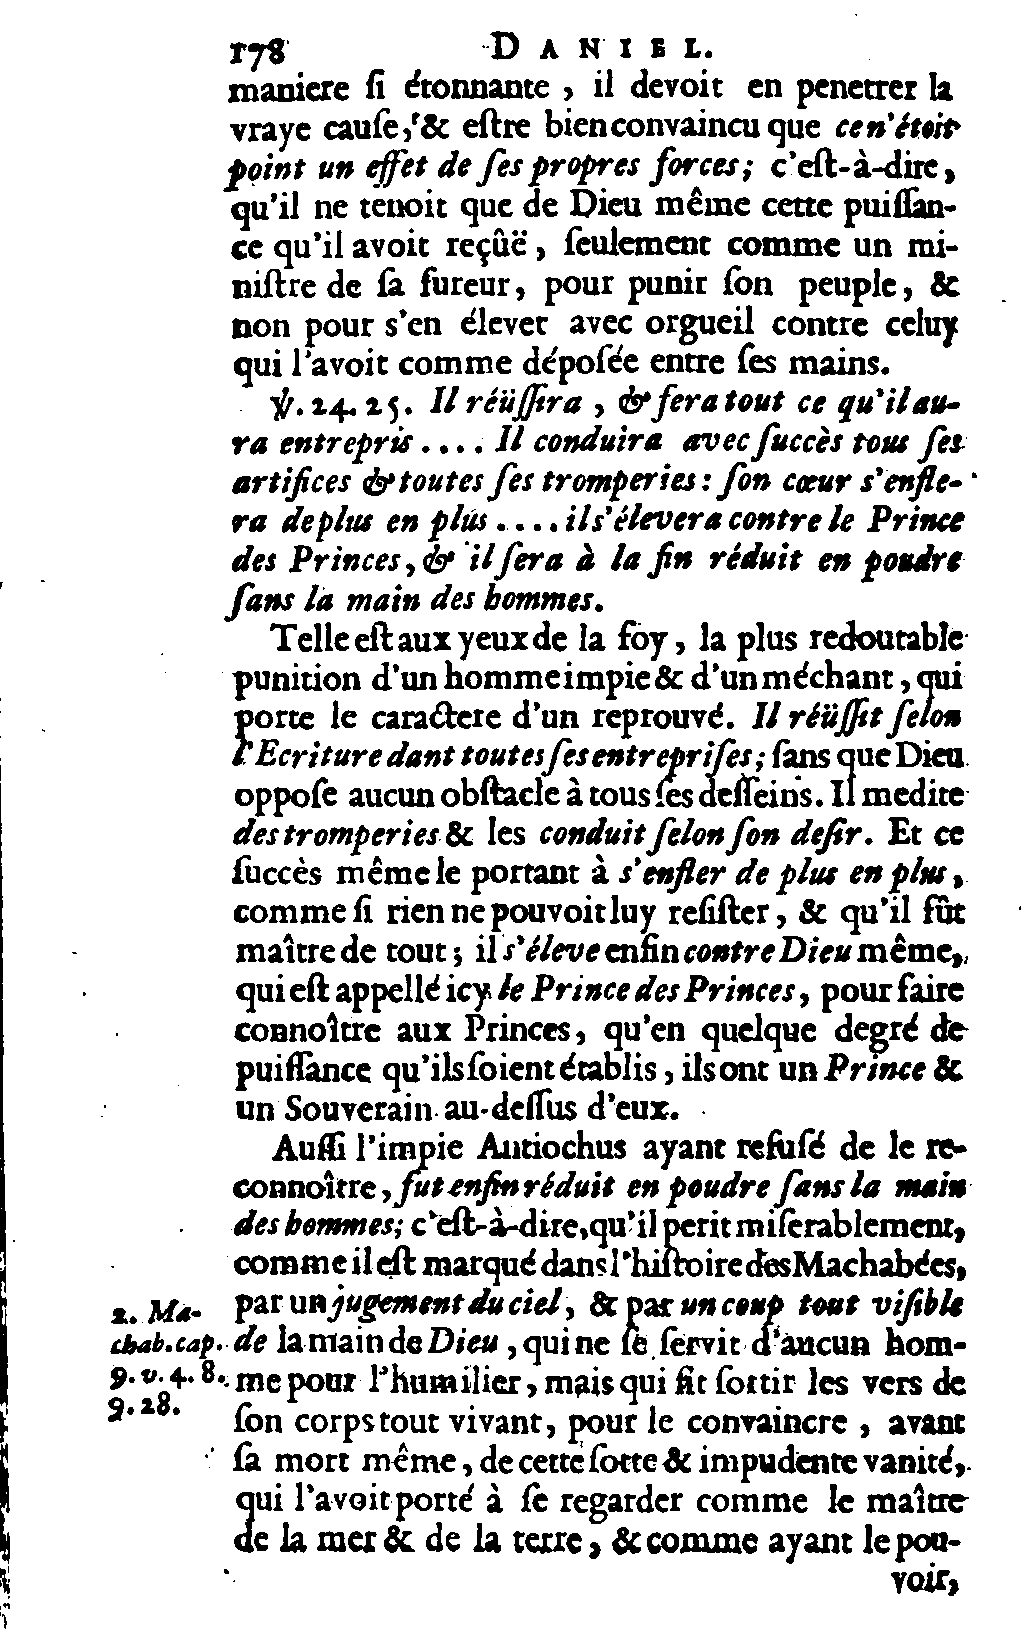 178 DANIEL.
maniere ſi étonnante, il devoit en penetrer la
vraye cauſe, & eſtre bien convaincu que ce n'étoit
point un effet de ſes propres forces; c'eſt-à-dire,
qu'il ne tenoit que de Dieu même cette puiſſan-
ce qu'il avoit reçûë, ſeulement comme un mi-
niſtre de ſa fureur, pour punir ſon peuple, &
non pour s'en élever avec orgueil contre celuy
qui l'avoit comme dépoſée entre ſes mains.
℣. 24. 25. Il réüſſira, & fera tout ce qu'il au-
ra entrepris.... Il conduira avec ſuccès tous ſes
artifices & toutes ſes tromperies: ſon cœur s'enfle-
ra de plus en plus.... il s'élevera contre le Prince
des Princes, & il ſera à la fin réduit en poudre
ſans la main des hommes.
Telle eſt aux yeux de la foy, la plus redoutable
punition d'un homme impie & d'un méchant, qui
porte le caractere d'un reprouvé. Il réüſſit ſelon
l'Ecriture dant toutes ſes entrepriſes; ſans que Dieu
oppoſe aucun obſtacle à tous ſes deſſeins. Il medite
des tromperies & les conduit ſelon ſon deſir. Et ce
ſuccès même le portant à s'enfler de plus en plus,
comme ſi rien ne pouvoit luy reſiſter, & qu'il fût
maître de tout; il s'éleve enfin contre Dieu même,
qui eſt appellé icy le Prince des Princes, pour faire
connoître aux Princes, qu'en quelque degré de
puiſſance qu'ils ſoient établis, ils ont un Prince &
un Souverain au-deſſus d'eux.
Auſſi l'impie Antiochus ayant refuſé de le re-
connoître, fut enfin réduit en poudre ſans la main
des hommes; c'eſt-à-dire, qu'il perit miſerablement,
comme il eſt marqué dans l'hiſtoire des Machabées,
par un jugement du ciel, & par un coup tout viſible
de la main de Dieu, qui ne ſe ſervit d'aucun hom-
me pour l'humilier, mais qui fit ſortir les vers de
ſon corps tout vivant, pour le convaincre, avant
ſa mort même, de cette ſotte & impudente vanité,
qui l'avoit porté à ſe regarder comme le maître
de la mer & de la terre, & comme ayant le pou-
voir,
2. Ma-
chab. cap.
9. v. 4. 8.
9. 28.